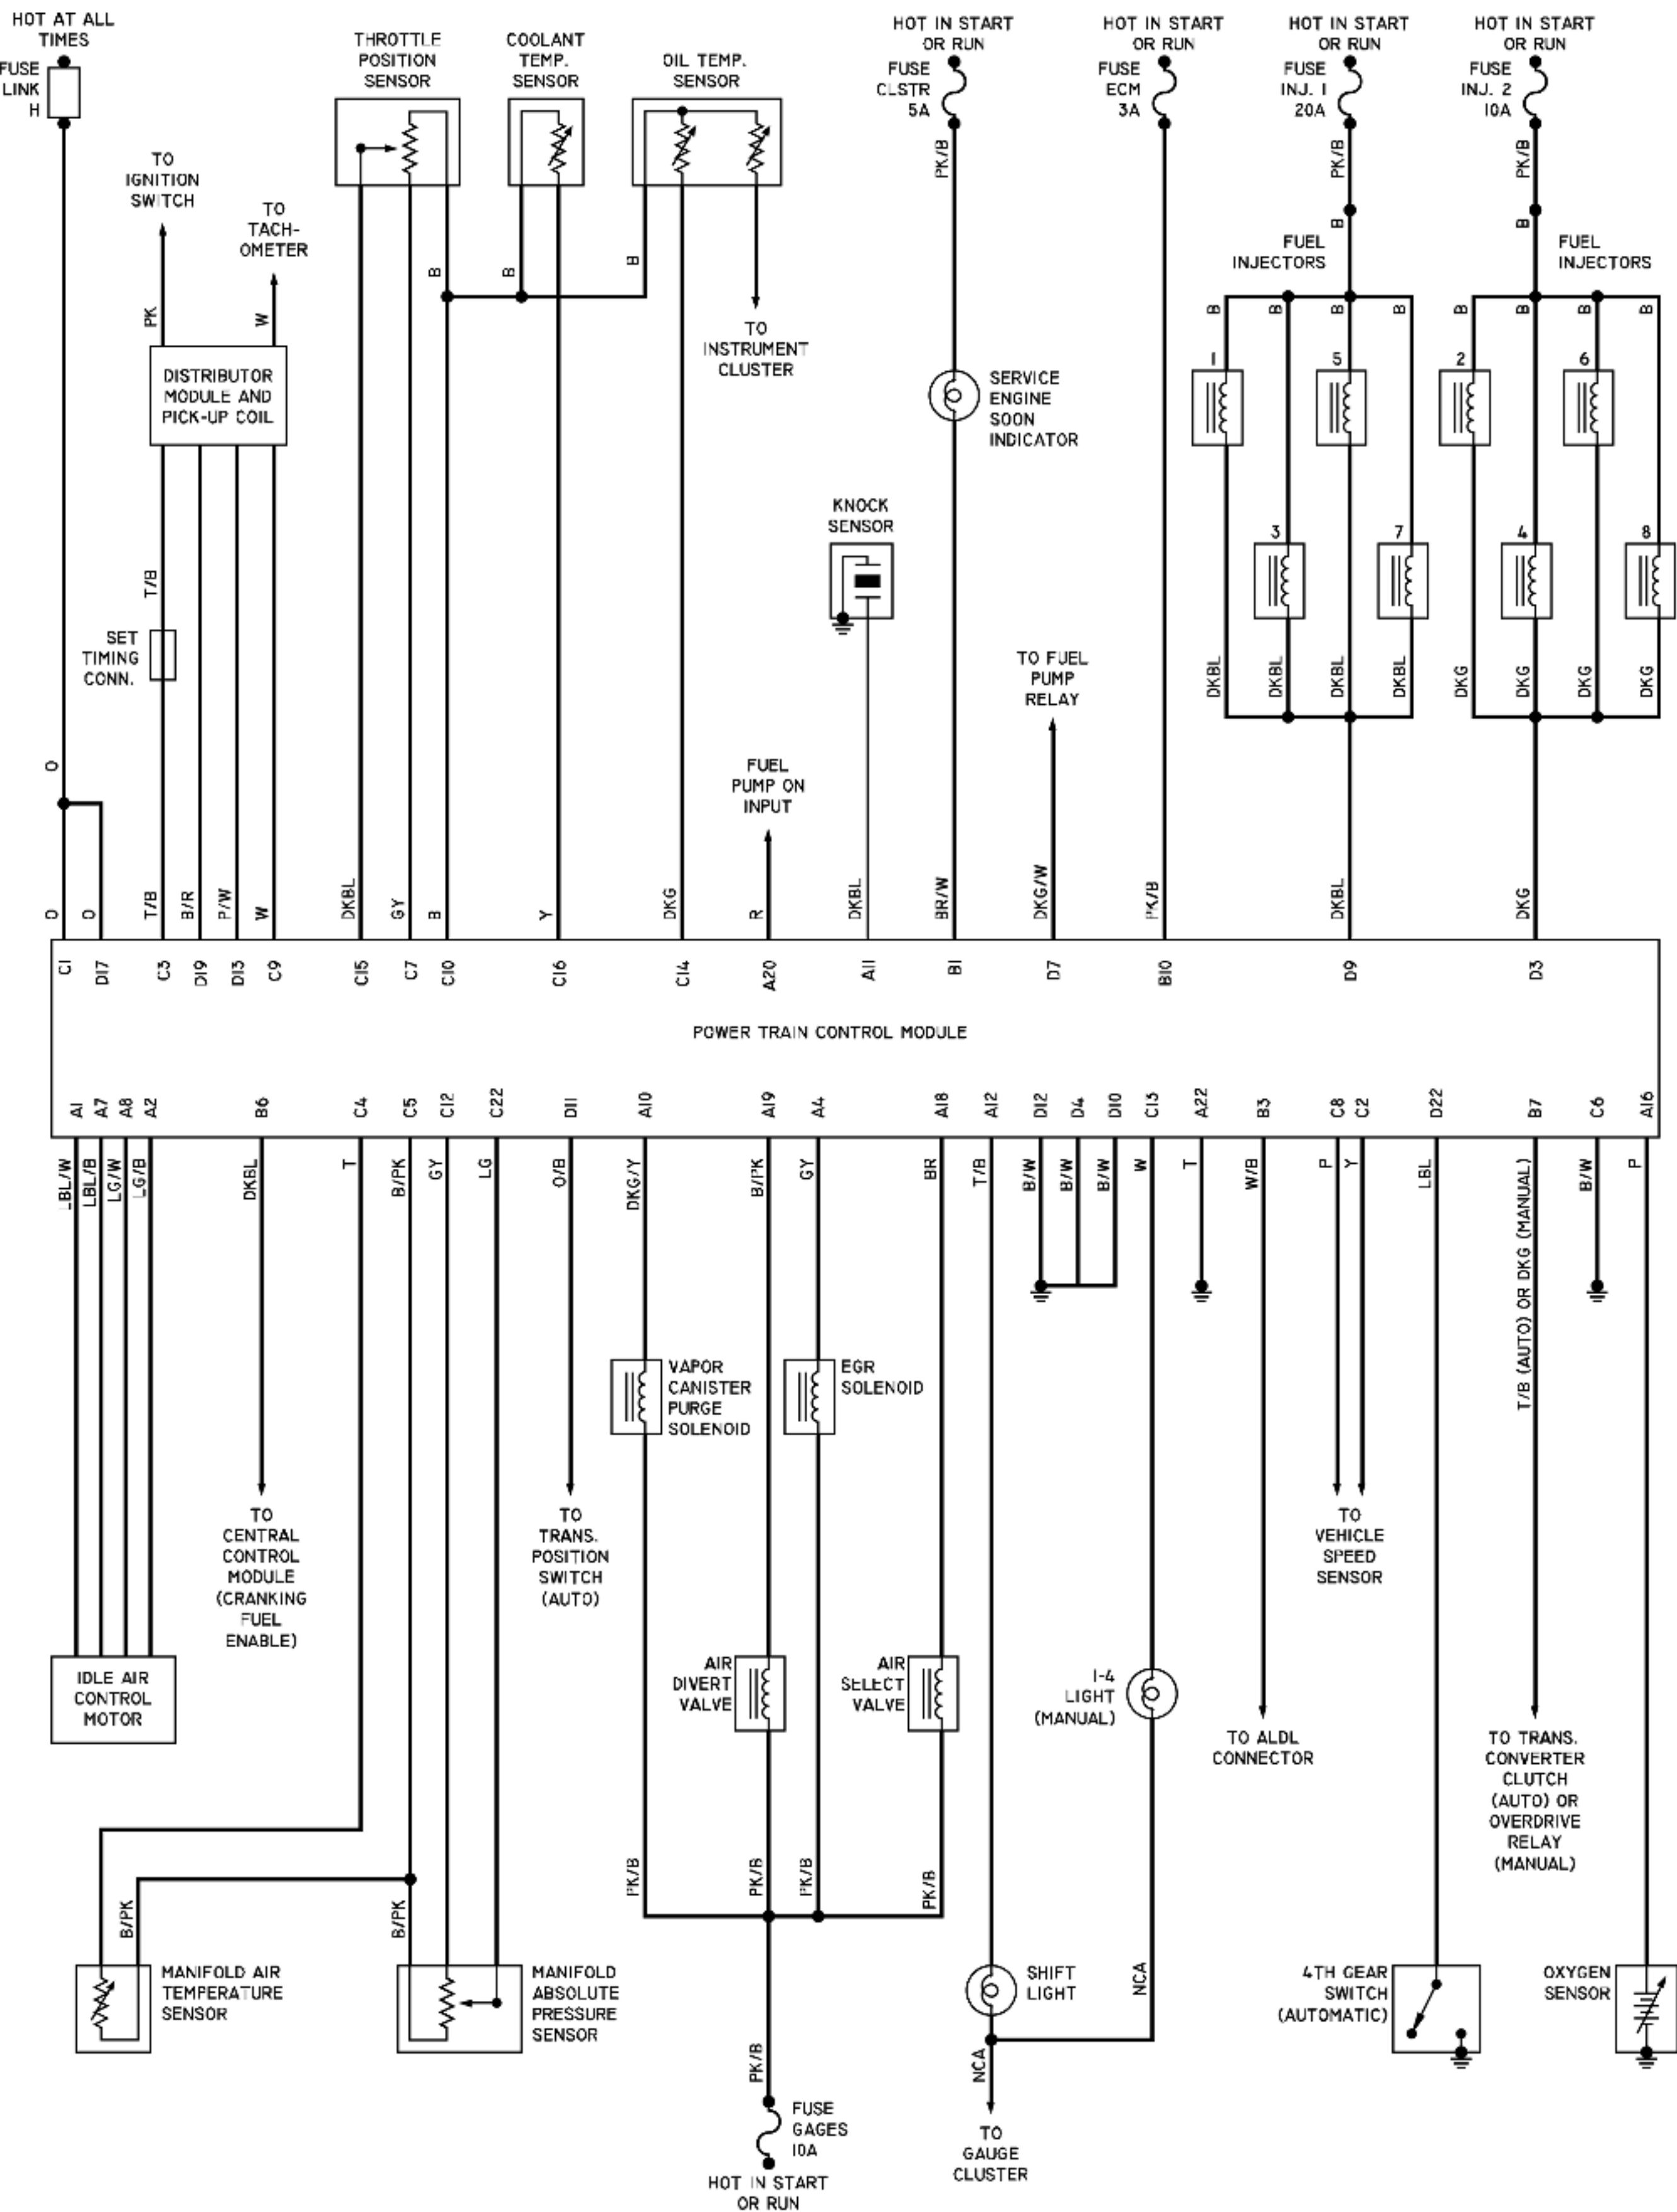 HOT AT ALL
TIMES
FUSE
LINK
H
THROTTLE
POSITION
SENSOR
COOLANT
TEMP.
SENSOR
OIL TEMP.
SENSOR
HOT IN START
OR RUN
FUSE
CLSTR
5A
HOT IN START
OR RUN
FUSE
ECM
3A
HOT IN START
OR RUN
FUSE
INJ. 1
20A
HOT IN START
OR RUN
FUSE
INJ. 2
10A
PK/B
PK/B
PK/B
TO
IGNITION
SWITCH
TO
TACH-
OMETER
PK
W
B
B
B
B
B
FUEL
INJECTORS
FUEL
INJECTORS
TO
INSTRUMENT
CLUSTER
B
B
B
B
B
B
B
B
DISTRIBUTOR
MODULE AND
PICK-UP COIL
SERVICE
ENGINE
SOON
INDICATOR
1
5
2
6
KNOCK
SENSOR
3
7
4
8
T/B
SET
TIMING
CONN.
TO FUEL
PUMP
RELAY
DKBL
DKBL
DKBL
DKBL
DKG
DKG
DKG
DKG
O
FUEL
PUMP ON
INPUT
O
O
T/B
B/R
P/W
W
DKBL
GY
B
Y
DKG
R
DKBL
BR/W
DKG/W
PK/B
DKBL
DKG
C1
D17
C3
D19
D13
C9
C15
C7
C10
C16
C14
A20
A11
B1
D7
B10
D9
D3
POWER TRAIN CONTROL MODULE
A1
A7
A8
A2
B6
C4
C5
C12
C22
D11
A10
A19
A4
A18
A12
D12
D4
D10
C13
A22
B3
C8
C2
D22
B7
C6
A16
LBL/W
LBL/B
LG/W
LG/B
DKBL
T
B/PK
GY
LG
O/B
DKG/Y
B/PK
GY
BR
T/B
B/W
B/W
B/W
W
T
W/B
P
Y
LBL
T/B (AUTO) OR DKG (MANUAL)
B/W
P
VAPOR
CANISTER
PURGE
SOLENOID
EGR
SOLENOID
TO
CENTRAL
CONTROL
MODULE
(CRANKING
FUEL
ENABLE)
TO
TRANS.
POSITION
SWITCH
(AUTO)
TO
VEHICLE
SPEED
SENSOR
IDLE AIR
CONTROL
MOTOR
AIR
DIVERT
VALVE
AIR
SELECT
VALVE
1-4
LIGHT
(MANUAL)
TO ALDL
CONNECTOR
TO TRANS.
CONVERTER
CLUTCH
(AUTO) OR
OVERDRIVE
RELAY
(MANUAL)
B/PK
B/PK
PK/B
PK/B
PK/B
PK/B
NCA
MANIFOLD AIR
TEMPERATURE
SENSOR
MANIFOLD
ABSOLUTE
PRESSURE
SENSOR
SHIFT
LIGHT
4TH GEAR
SWITCH
(AUTOMATIC)
OXYGEN
SENSOR
PK/B
NCA
FUSE
GAGES
10A
HOT IN START
OR RUN
TO
GAUGE
CLUSTER